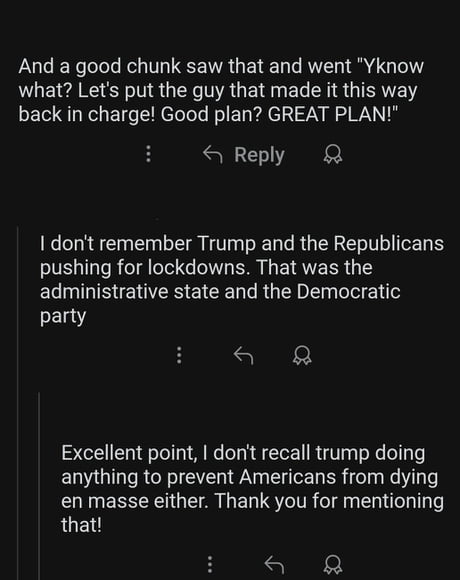 And a good chunk saw that and went "Yknow
what? Let's put the guy that made it this way
back in charge! Good plan? GREAT PLAN!"
Reply
I don't remember Trump and the Republicans
pushing for lockdowns. That was the
administrative state and the Democratic
party
Excellent point, I don't recall trump doing
anything to prevent Americans from dying
en masse either. Thank you for mentioning
that!